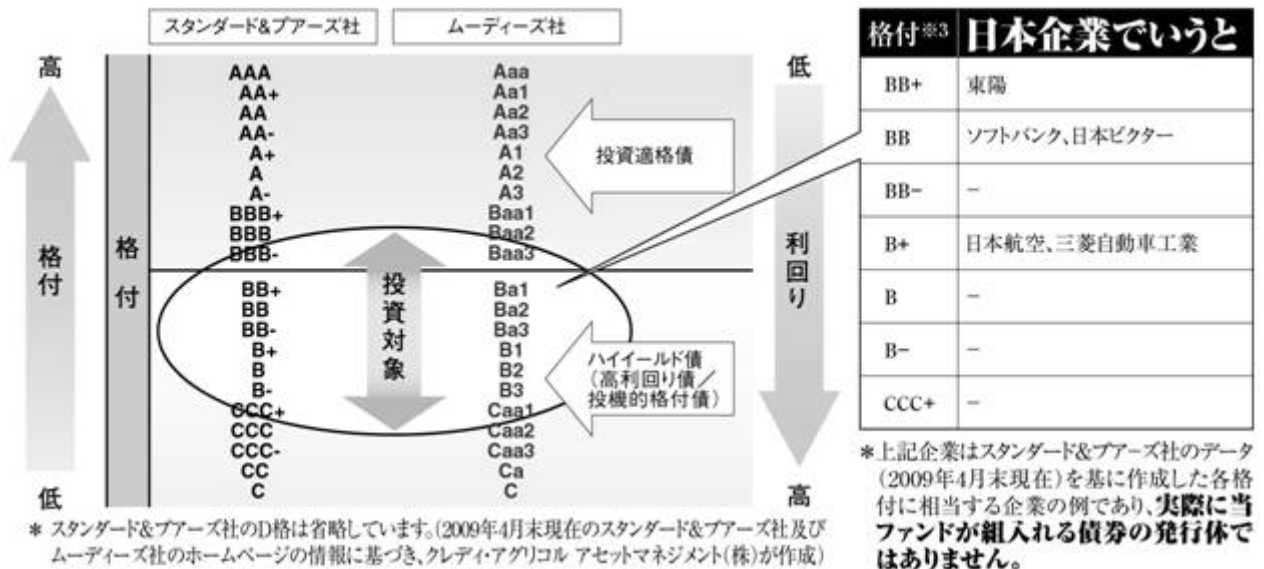 スタンダード&プアーズ社 ムーディーズ社
高
格付
低
格付
AAA Aaa
AA+ Aa1
AA Aa2
AA- Aa3
A+ A1
A A2
A- A3
BBB+ Baa1
BBB Baa2
BBB- Baa3
BB+ Ba1
BB Ba2
BB- Ba3
B+ B1
B B2
B- B3
CCC+ Caa1
CCC Caa2
CCC- Caa3
CC Ca
C C
投資対象
投資適格債
ハイイールド債
(高利回り債/
投機的格付債)
低
利回り
高
* スタンダード&プアーズ社のD格は省略しています。(2009年4月末現在のスタンダード&プアーズ社及び
ムーディーズ社のホームページの情報に基づき、クレディ・アグリコル アセットマネジメント(株)が作成)
格付※3 日本企業でいうと
BB+ 東陽
BB ソフトバンク、日本ビクター
BB− −
B+ 日本航空、三菱自動車工業
B −
B− −
CCC+ −
*上記企業はスタンダード&プアーズ社のデータ
(2009年4月末現在)を基に作成した各格
付に相当する企業の例であり、実際に当
ファンドが組入れる債券の発行体で
はありません。